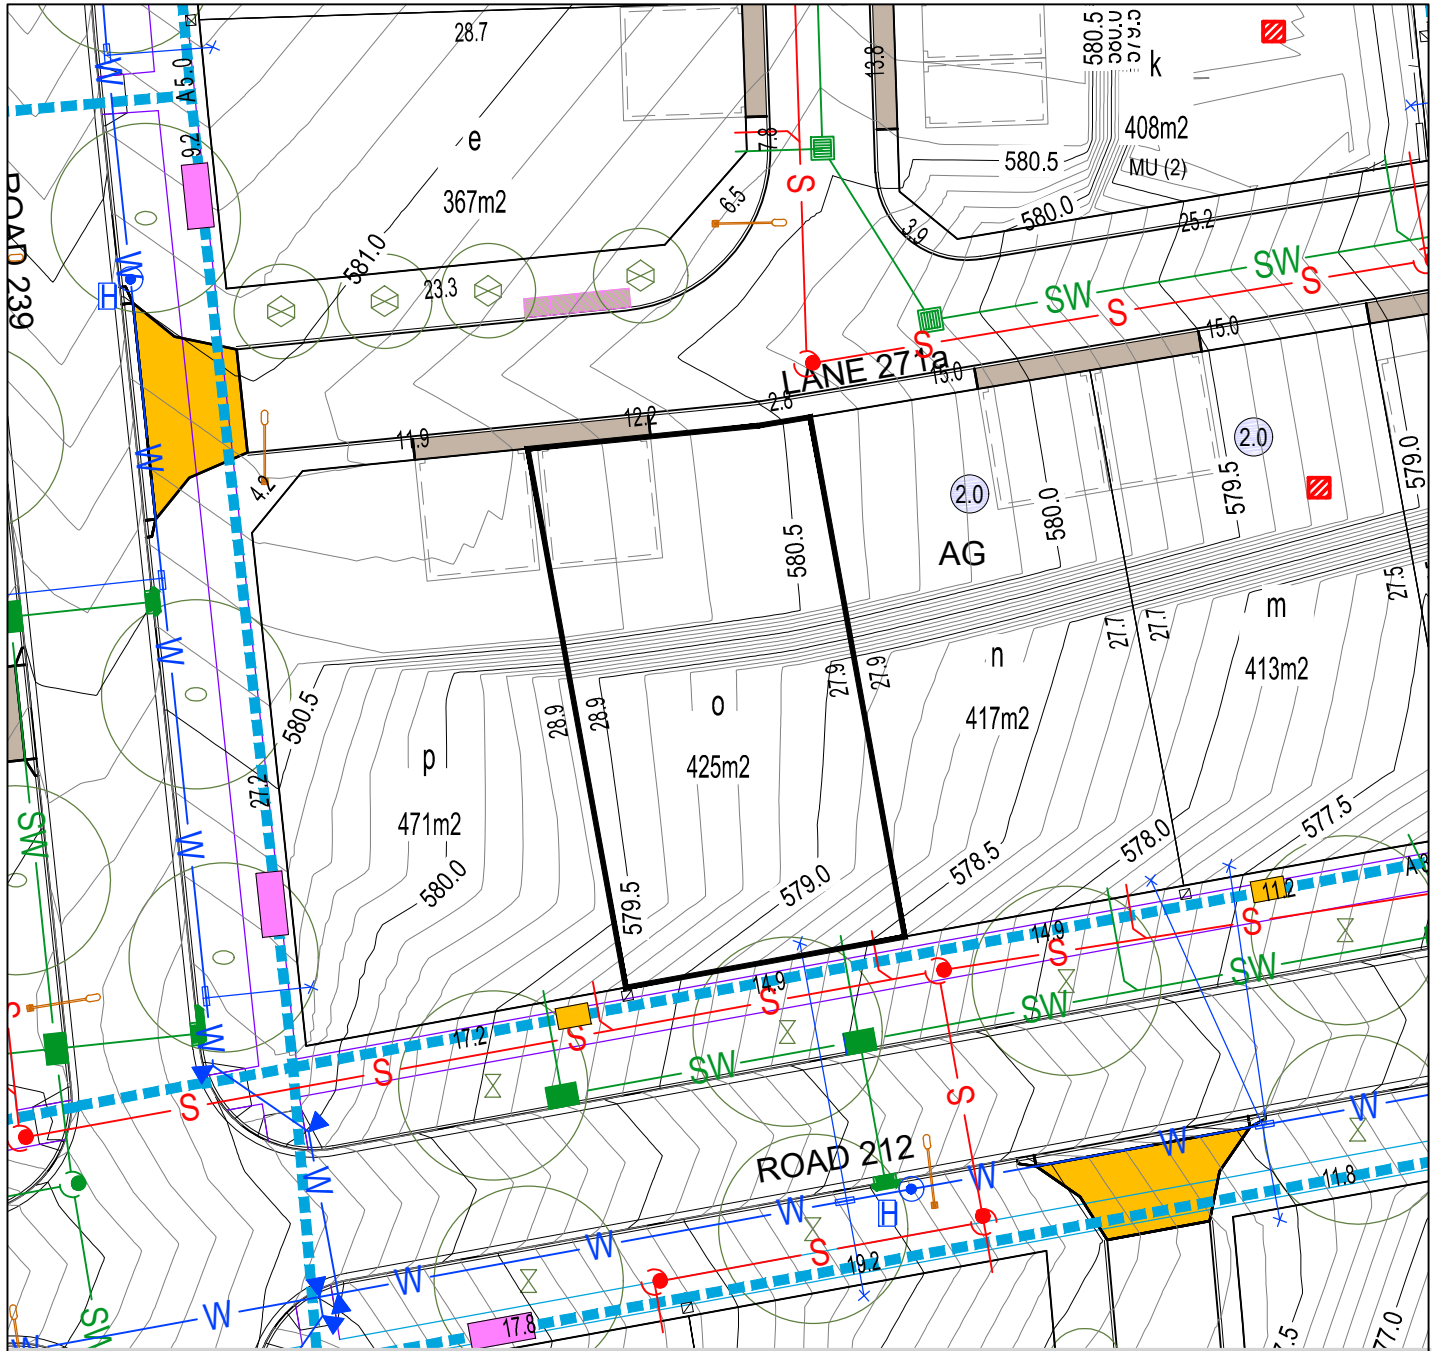 28.7
A 5.0
9.2
e
367m2
7.8
6.5
581.0
23.3
13.8
580.5
580.0
k
408m2
MU (2)
580.5
580.0
3.9
25.2
S
SW
SW
S
S
S
W
W
H
ROAD 239
LANE 271a
15.0
15.0
2.8
12.2
11.9
4.2
W
2.0
2.0
580.5
580.0
579.5
579.0
AG
W
27.9
27.9
27.7
27.7
27.5
n
417m2
m
413m2
o
425m2
28.9
28.9
p
471m2
580.5
580.0
579.5
579.0
578.5
578.0
577.5
27.2
W
SW
11.2
14.9
14.9
17.2
S
S
S
S
S
S
SW
SW
SW
W
S
ROAD 212
H
W
W
W
W
W
W
W
W
S
11.8
19.2
17.8
SW
W
7.5
77.0